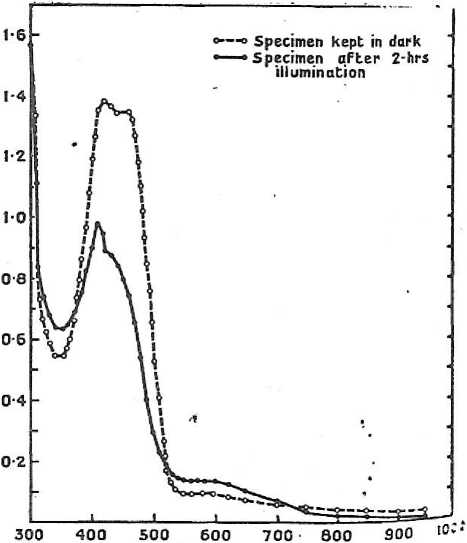 1·6
Specimen kept in dark
Specimen after 2-hrs
illumination
1·4
1·2
1·0
0·8
0·6
0·4
0·2
300 400 500 600 700 800 900